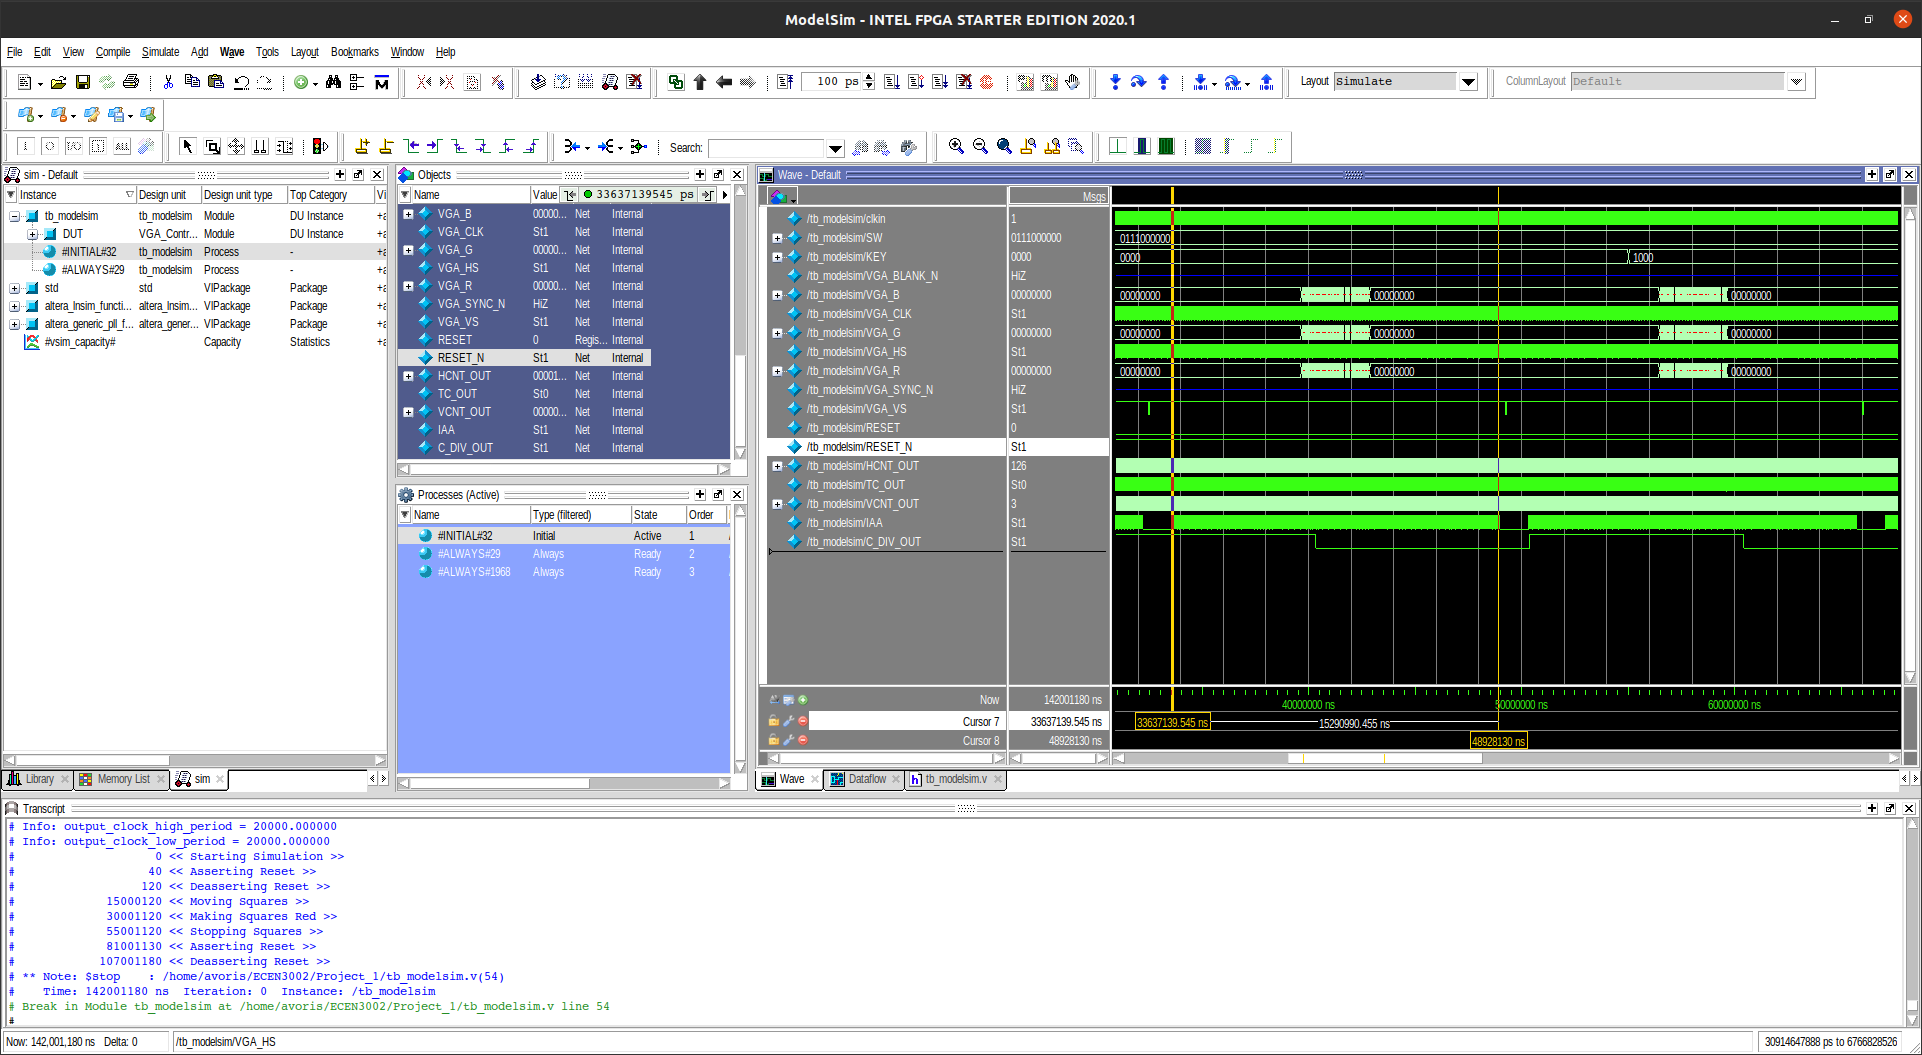 ModelSim - INTEL FPGA STARTER EDITION 2020.1
File Edit View Compile Simulate Add Wave Tools Layout Bookmarks Window Help
100 ps
Layout Simulate
ColumnLayout Default
Search:
sim - Default
Instance Design unit Design unit type Top Category Vi
tb_modelsim tb_modelsim Module DU Instance +a
DUT VGA_Contr... Module DU Instance +a
#INITIAL#32 tb_modelsim Process - +a
#ALWAYS#29 tb_modelsim Process - +a
std std VIPackage Package +a
altera_lnsim_functi... altera_lnsim... VIPackage Package +a
altera_generic_pll_f... altera_gener... VIPackage Package +a
#vsim_capacity# Capacity Statistics +a
Library Memory List sim
Objects
Name Value 33637139545 ps
VGA_B 00000... Net Internal
VGA_CLK St1 Net Internal
VGA_G 00000... Net Internal
VGA_HS St1 Net Internal
VGA_R 00000... Net Internal
VGA_SYNC_N HiZ Net Internal
VGA_VS St1 Net Internal
RESET 0 Regis... Internal
RESET_N St1 Net Internal
HCNT_OUT 00001... Net Internal
TC_OUT St0 Net Internal
VCNT_OUT 00000... Net Internal
IAA St1 Net Internal
C_DIV_OUT St1 Net Internal
Processes (Active)
Name Type (filtered) State Order
#INITIAL#32 Initial Active 1
#ALWAYS#29 Always Ready 2
#ALWAYS#1968 Always Ready 3
Wave - Default
Msgs
/tb_modelsim/clkin 1
/tb_modelsim/SW 0111000000 0111000000
/tb_modelsim/KEY 0000 0000 1000
/tb_modelsim/VGA_BLANK_N HiZ
/tb_modelsim/VGA_B 00000000 00000000 00000000 00000000
/tb_modelsim/VGA_CLK St1
/tb_modelsim/VGA_G 00000000 00000000 00000000 00000000
/tb_modelsim/VGA_HS St1
/tb_modelsim/VGA_R 00000000 00000000 00000000 00000000
/tb_modelsim/VGA_SYNC_N HiZ
/tb_modelsim/VGA_VS St1
/tb_modelsim/RESET 0
/tb_modelsim/RESET_N St1
/tb_modelsim/HCNT_OUT 126
/tb_modelsim/TC_OUT St0
/tb_modelsim/VCNT_OUT 3
/tb_modelsim/IAA St1
/tb_modelsim/C_DIV_OUT St1
Now 142001180 ns 40000000 ns 50000000 ns 60000000 ns
Cursor 7 33637139.545 ns 33637139.545 ns 15290990.455 ns
Cursor 8 48928130 ns 48928130 ns
Wave Dataflow tb_modelsim.v
Transcript
# Info: output_clock_high_period = 20000.000000
# Info: output_clock_low_period = 20000.000000
# 0 << Starting Simulation >>
# 40 << Asserting Reset >>
# 120 << Deasserting Reset >>
# 15000120 << Moving Squares >>
# 30001120 << Making Squares Red >>
# 55001120 << Stopping Squares >>
# 81001130 << Asserting Reset >>
# 107001180 << Deasserting Reset >>
# ** Note: $stop : /home/avoris/ECEN3002/Project_1/tb_modelsim.v(54)
# Time: 142001180 ns Iteration: 0 Instance: /tb_modelsim
# Break in Module tb_modelsim at /home/avoris/ECEN3002/Project_1/tb_modelsim.v line 54
#
Now: 142,001,180 ns Delta: 0 /tb_modelsim/VGA_HS 30914647888 ps to 6766828526